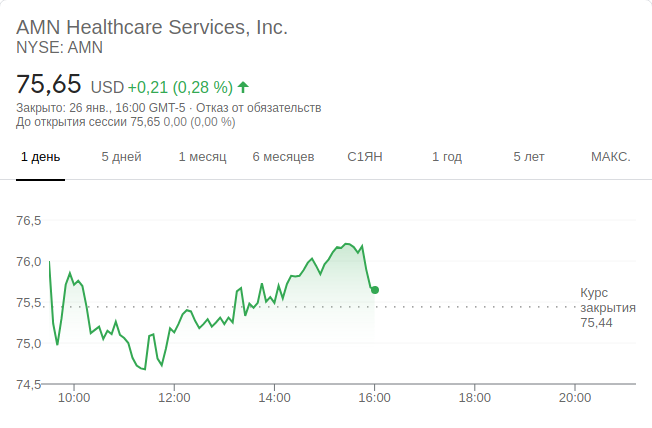 AMN Healthcare Services, Inc.
NYSE: AMN
75,65 USD +0,21 (0,28 %)
Закрыто: 26 янв., 16:00 GMT-5 · Отказ от обязательств
До открытия сессии 75,65 0,00 (0,00 %)
1 день 5 дней 1 месяц 6 месяцев С1ЯН 1 год 5 лет МАКС.
76,5
76,0
75,5
75,0
74,5
Курс
закрытия
75,44
10:00 12:00 14:00 16:00 18:00 20:00